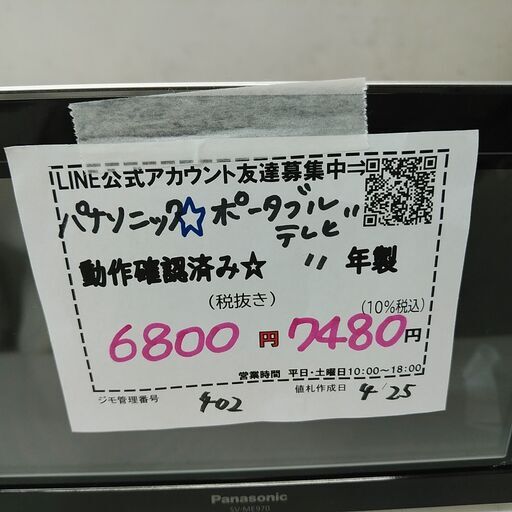 LINE公式アカウント友達募集中⇒
パナソニック☆ポータブル
テレビ
動作確認済み☆ 〃 年製
(税抜き) (10%税込)
6800円 7480円
営業時間 平日・土曜日10:00〜18:00
ジモ管理番号 402 値札作成日 4/25
Panasonic
SV-ME970